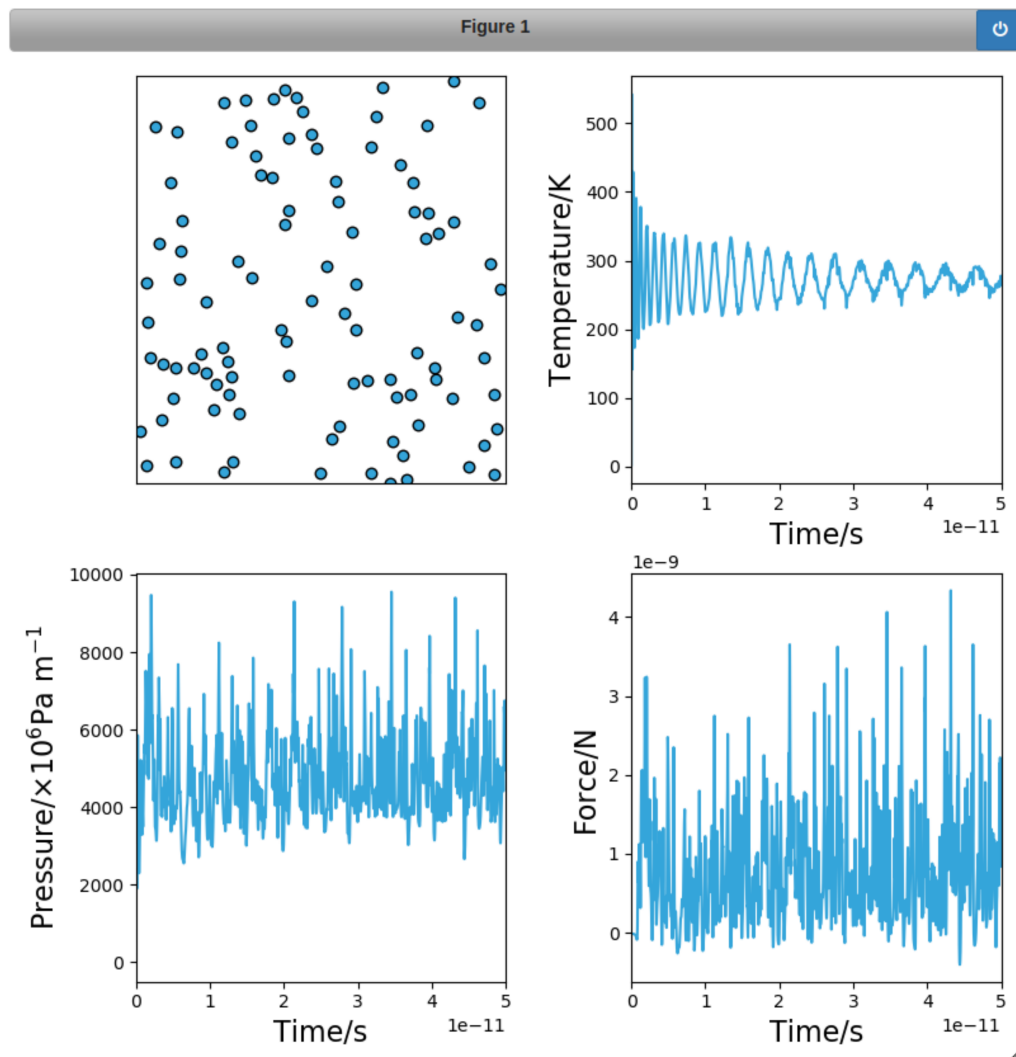 Figure 1
500
400
300
200
100
0
Temperature/K
0 1 2 3 4 5
1e−11
Time/s
10000
8000
6000
4000
2000
0
Pressure/×10⁶Pa m⁻¹
0 1 2 3 4 5
1e−11
Time/s
1e−9
4
3
2
1
0
Force/N
0 1 2 3 4 5
1e−11
Time/s